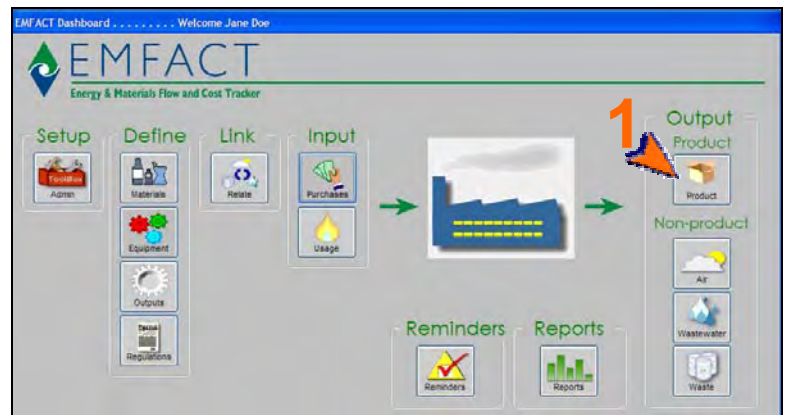 EMFACT Dashboard . . . . . . . . . Welcome Jane Doe
EMFACT
Energy & Materials Flow and Cost Tracker
Setup
ToolBox
Admin
Define
Materials
Equipment
Outputs
Regulations
Link
Relate
Input
Purchases
Usage
Reminders
Reminders
Reports
Reports
1
Output
Product
Product
Non-product
Air
Wastewater
Waste